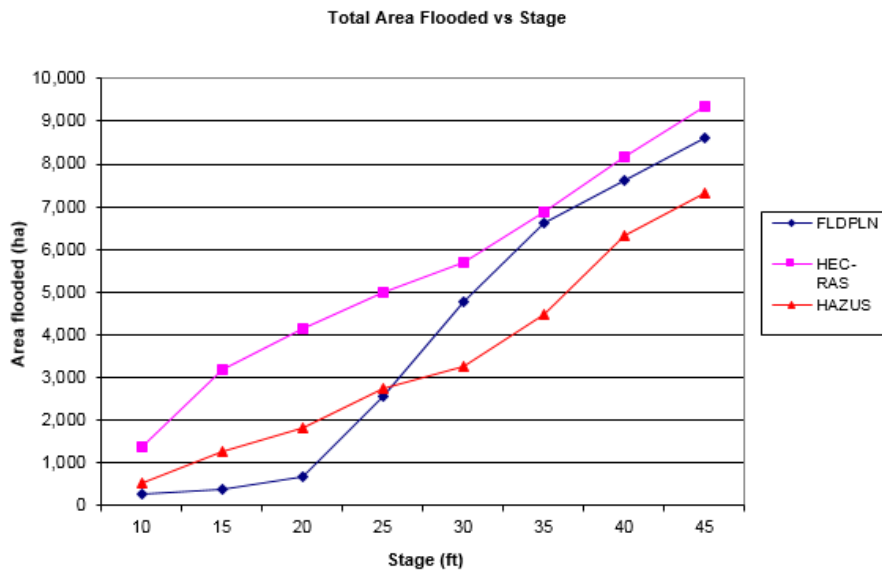 Total Area Flooded vs Stage
10,000
9,000
8,000
7,000
6,000
5,000
4,000
3,000
2,000
1,000
0
Area flooded (ha)
10 15 20 25 30 35 40 45
Stage (ft)
FLDPLN
HEC-
RAS
HAZUS